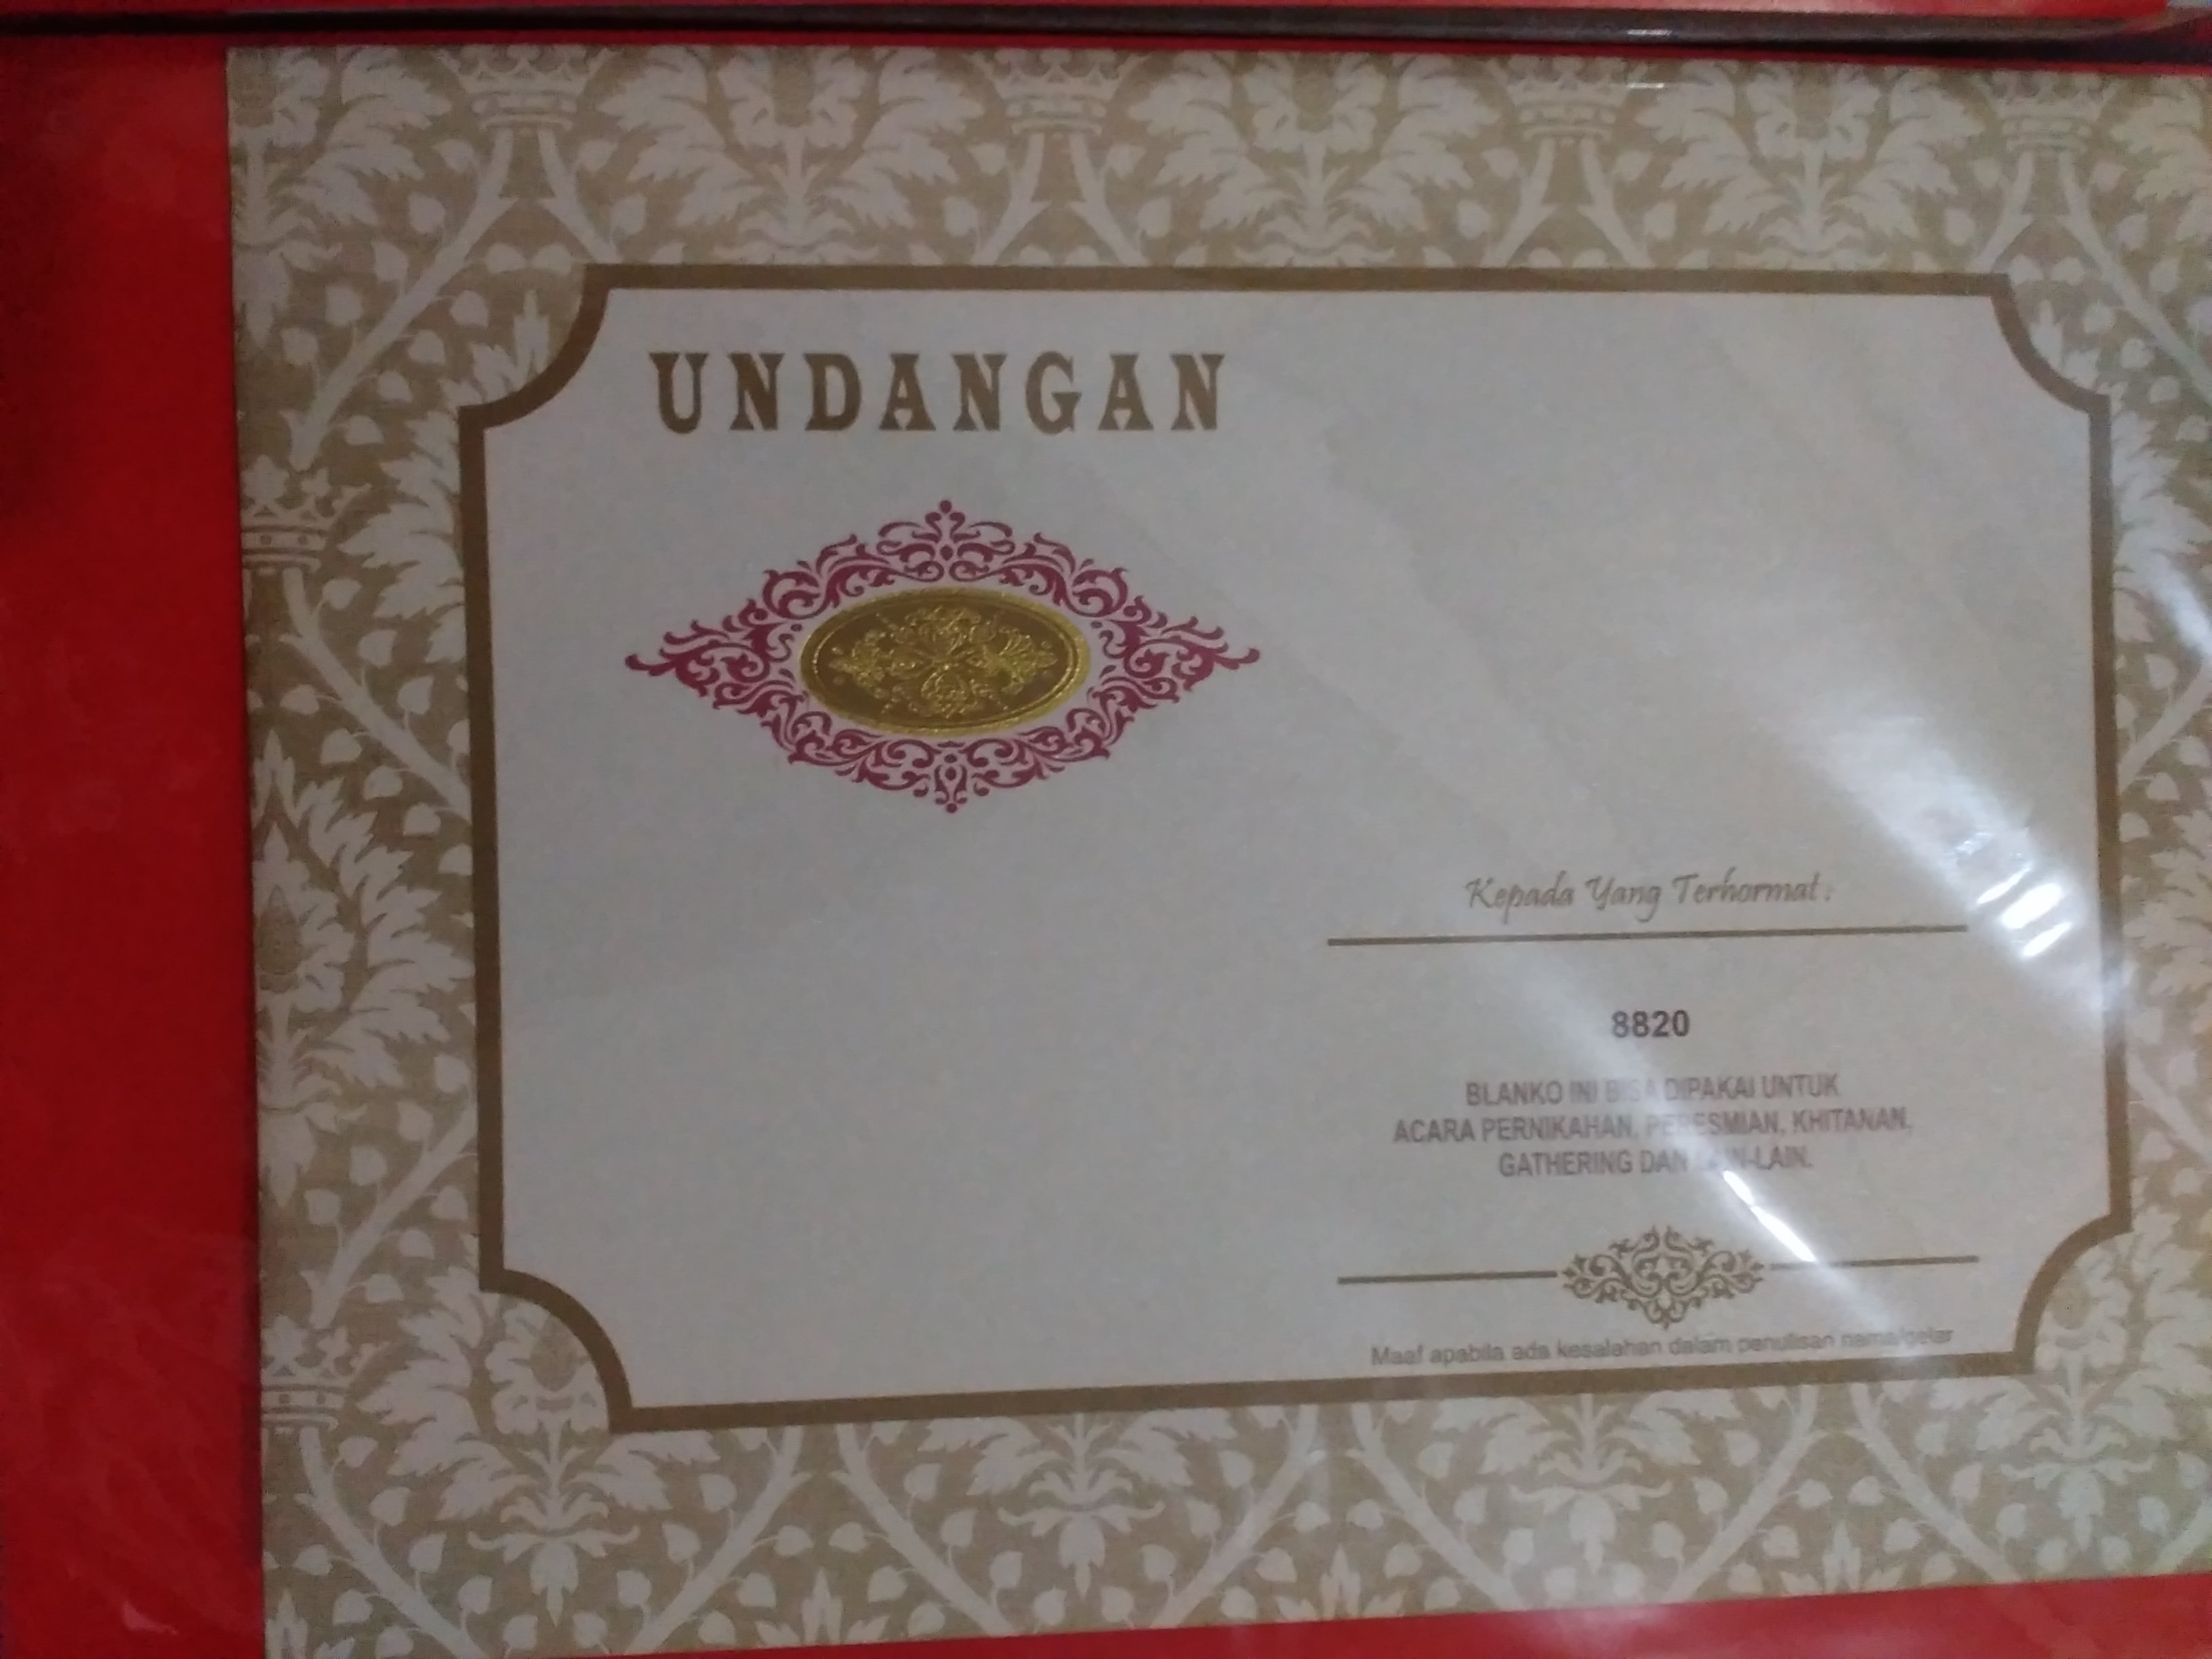 UNDANGAN
Kepada Yang Terhormat :
8820
BLANKO INI BISA DIPAKAI UNTUK
ACARA PERNIKAHAN, PERESMIAN, KHITANAN,
GATHERING DAN LAIN-LAIN.
Maaf apabila ada kesalahan dalam penulisan nama/gelar